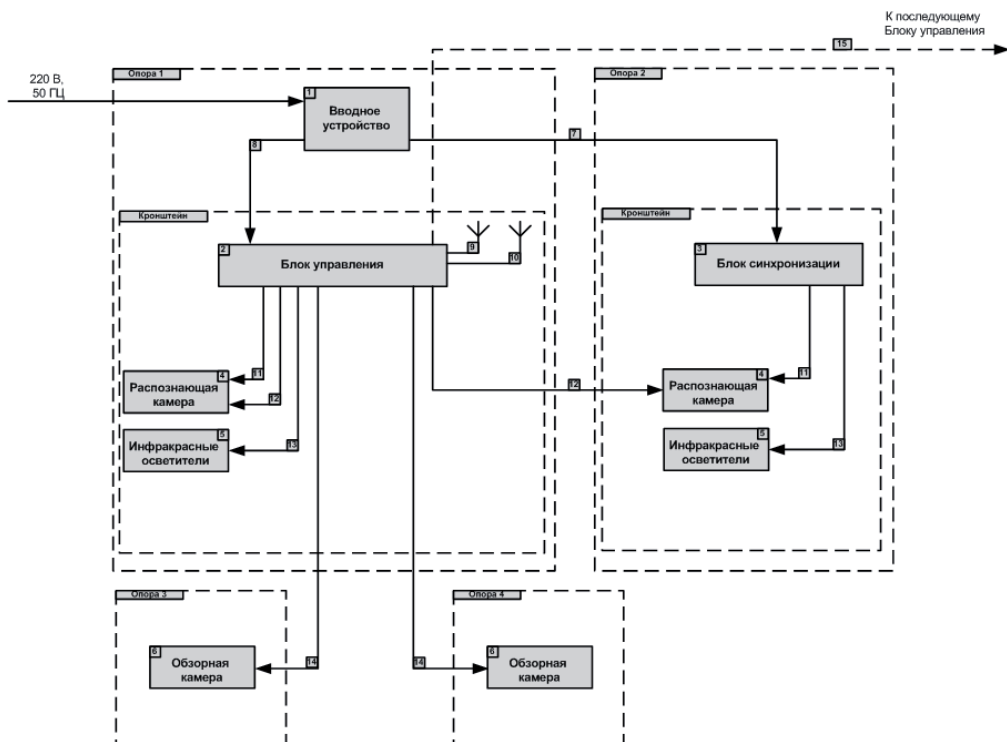 К последующему
Блоку управления
15
Опора 1
Опора 2
220 В,
50 ГЦ
1
Вводное
устройство
8
7
Кронштейн
Кронштейн
2
Блок управления
9
10
3
Блок синхронизации
4
Распознающая
камера
11
12
5
Инфракрасные
осветители
13
12
4
Распознающая
камера
11
5
Инфракрасные
осветители
13
Опора 3
Опора 4
6
Обзорная
камера
14
14
6
Обзорная
камера